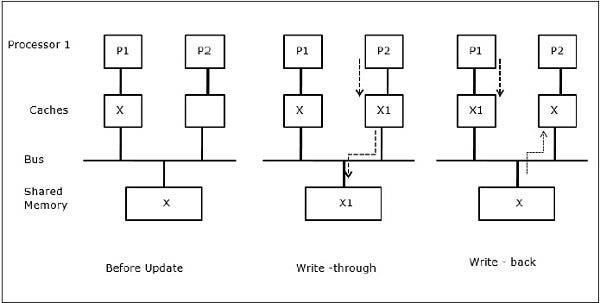 Processor 1
P1
P2
P1
P2
P1
P2
Caches
X
X
X1
X1
X
Bus
Shared
Memory
X
X1
X
Before Update
Write -through
Write - back